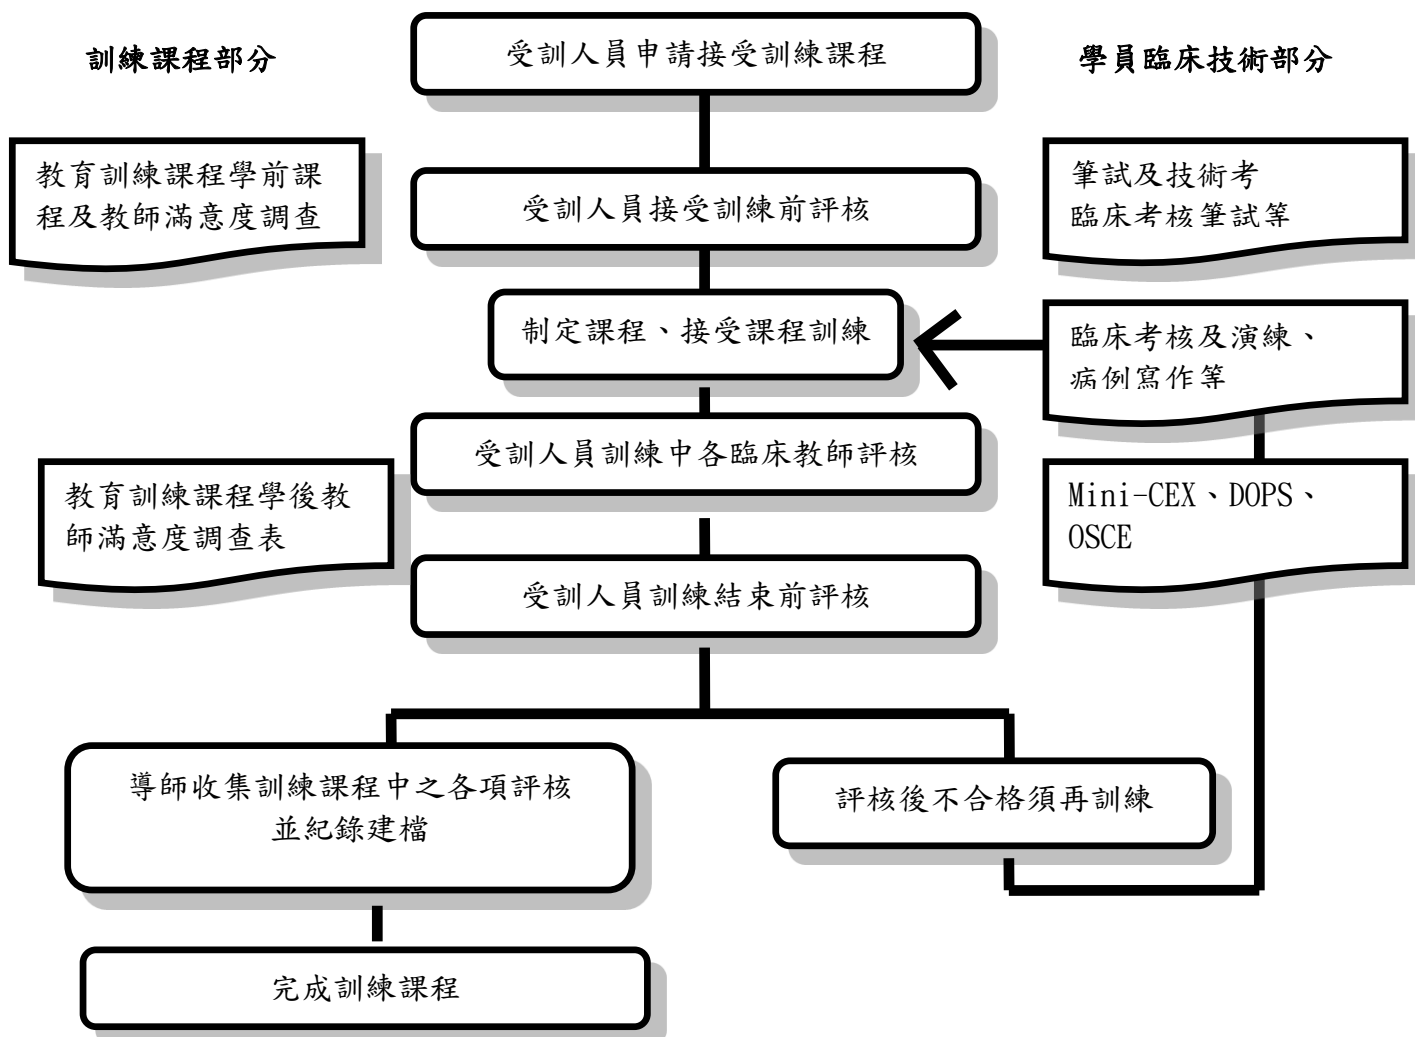 訓練課程部分
受訓人員申請接受訓練課程
學員臨床技術部分
教育訓練課程學前課
程及教師滿意度調查
受訓人員接受訓練前評核
筆試及技術考
臨床考核筆試等
制定課程、接受課程訓練
臨床考核及演練、
病例寫作等
受訓人員訓練中各臨床教師評核
教育訓練課程學後教
師滿意度調查表
Mini-CEX、DOPS、
OSCE
受訓人員訓練結束前評核
導師收集訓練課程中之各項評核
並紀錄建檔
評核後不合格須再訓練
完成訓練課程